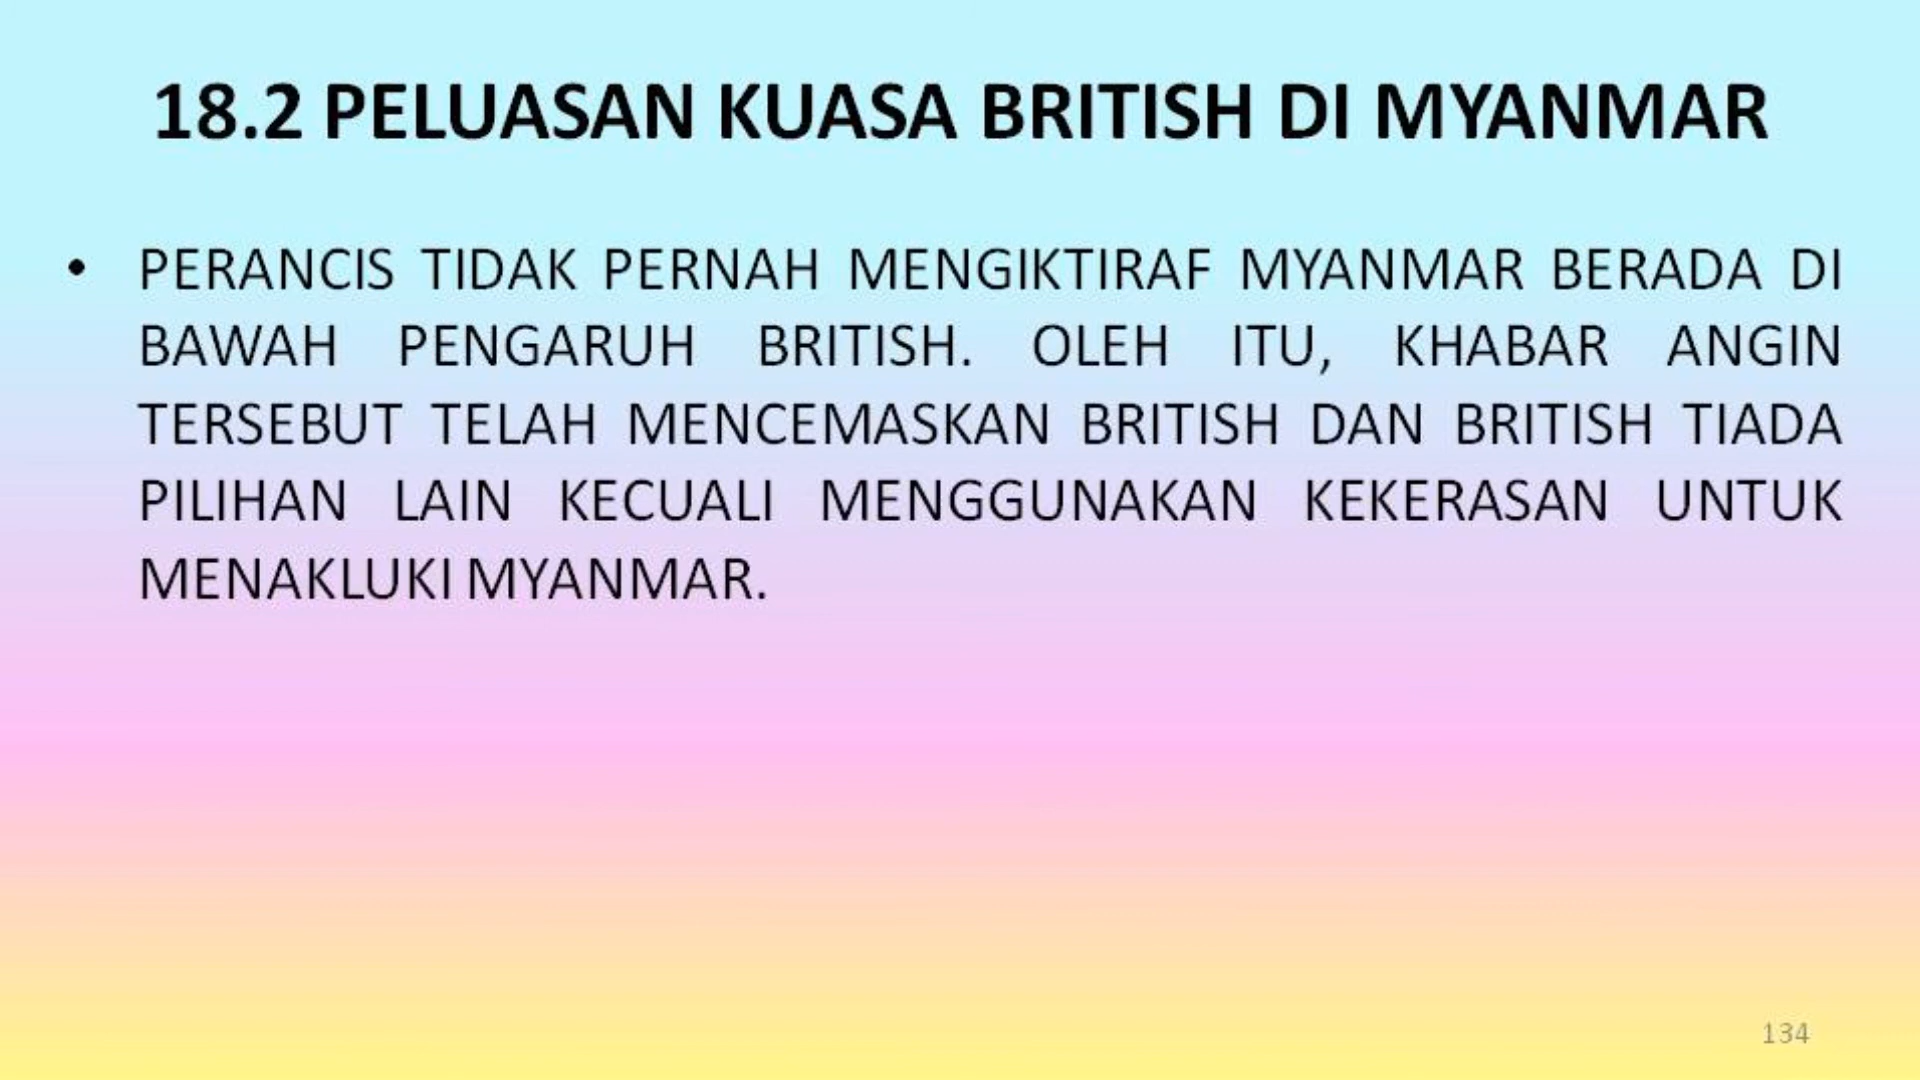 18.2 PELUASAN KUASA BRITISH DI MYANMAR
• PERANCIS TIDAK PERNAH MENGIKTIRAF MYANMAR BERADA DI
BAWAH PENGARUH BRITISH. OLEH ITU, KHABAR ANGIN
TERSEBUT TELAH MENCEMASKAN BRITISH DAN BRITISH TIADA
PILIHAN LAIN KECUALI MENGGUNAKAN KEKERASAN UNTUK
MENAKLUKI MYANMAR.
134